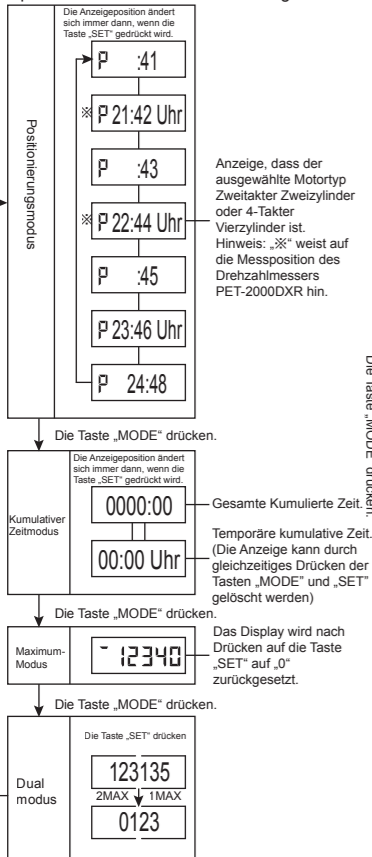 Die Anzeigeposition ändert
sich immer dann, wenn die
Taste „SET“ gedrückt wird.
Positionierungsmodus
P :41
※ P 21:42 Uhr
P :43
※ P 22:44 Uhr
P :45
P 23:46 Uhr
P 24:48
Anzeige, dass der
ausgewählte Motortyp
Zweitakter Zweizylinder
oder 4-Takter
Vierzylinder ist.
Hinweis: „※“ weist auf
die Messposition des
Drehzahlmessers
PET-2000DXR hin.
Die Taste „MODE“ drücken.
Die Taste „MODE“ drücken.
Kumulativer
Zeitmodus
Die Anzeigeposition ändert
sich immer dann, wenn die
Taste „SET“ gedrückt wird.
0000:00
00:00 Uhr
Gesamte Kumulierte Zeit.
Temporäre kumulative Zeit.
(Die Anzeige kann durch
gleichzeitiges Drücken der
Tasten „MODE“ und „SET“
gelöscht werden)
Die Taste „MODE“ drücken.
Maximum-
Modus
12340
Das Display wird nach
Drücken auf die Taste
„SET“ auf „0“
zurückgesetzt.
Die Taste „MODE“ drücken.
Dual
modus
Die Taste „SET“ drücken
123135
2MAX 1MAX
0123